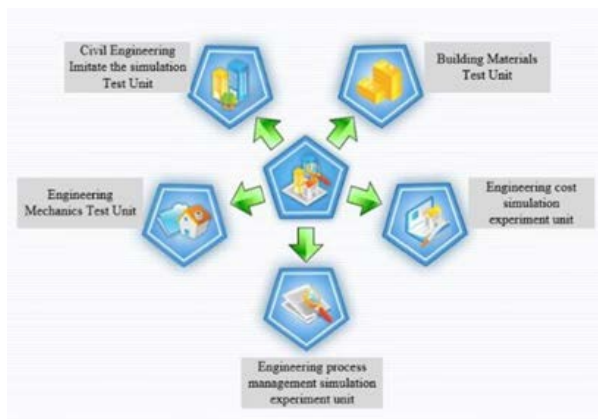 Civil Engineering
Imitate the simulation
Test Unit
Building Materials
Test Unit
Engineering
Mechanics Test Unit
Engineering cost
simulation
experiment unit
Engineering process
management simulation
experiment unit